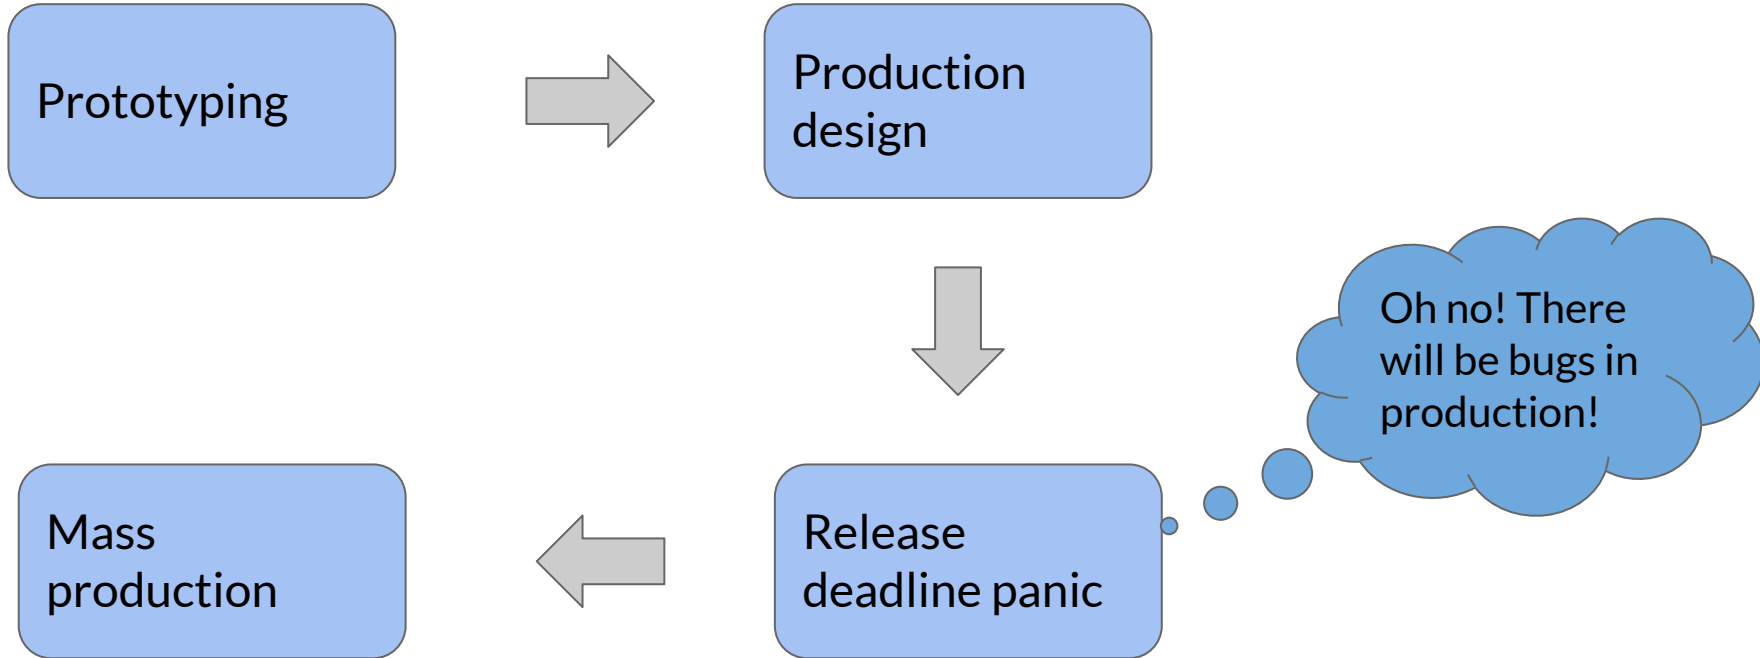 Prototyping
Production
design
Oh no! There
will be bugs in
production!
Mass
production
Release
deadline panic